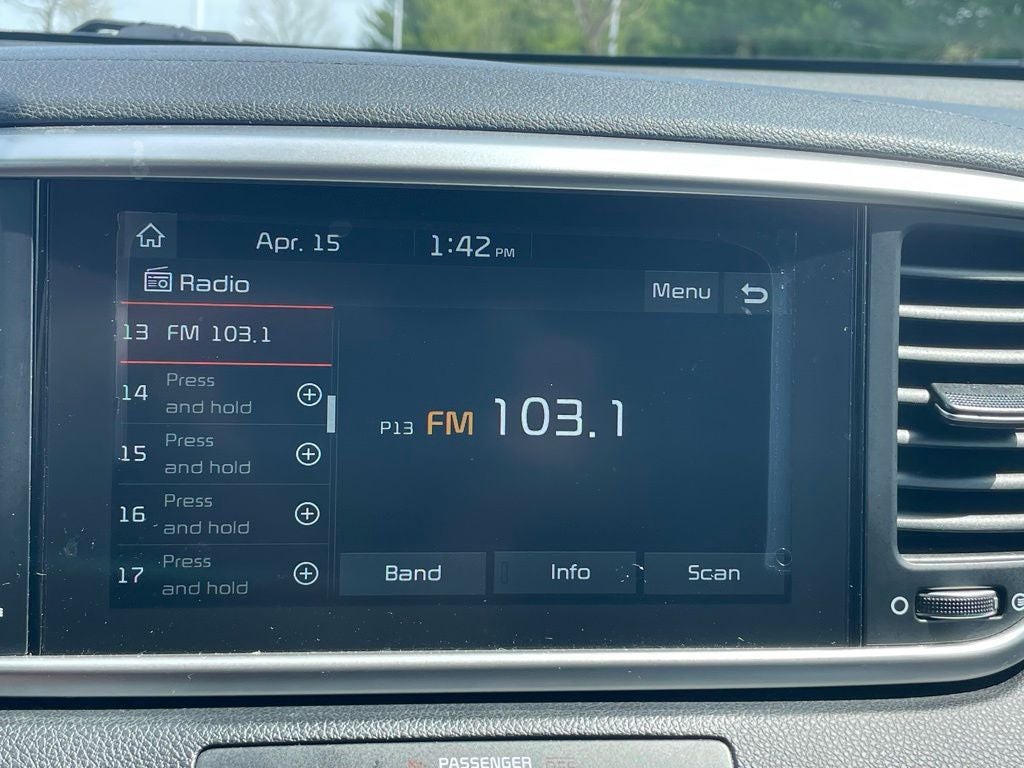 Apr. 15 1:42 PM
Radio
Menu
13 FM 103.1
14 Press
and hold
15 Press
and hold
16 Press
and hold
17 Press
and hold
P13 FM 103.1
Band Info Scan
PASSENGER